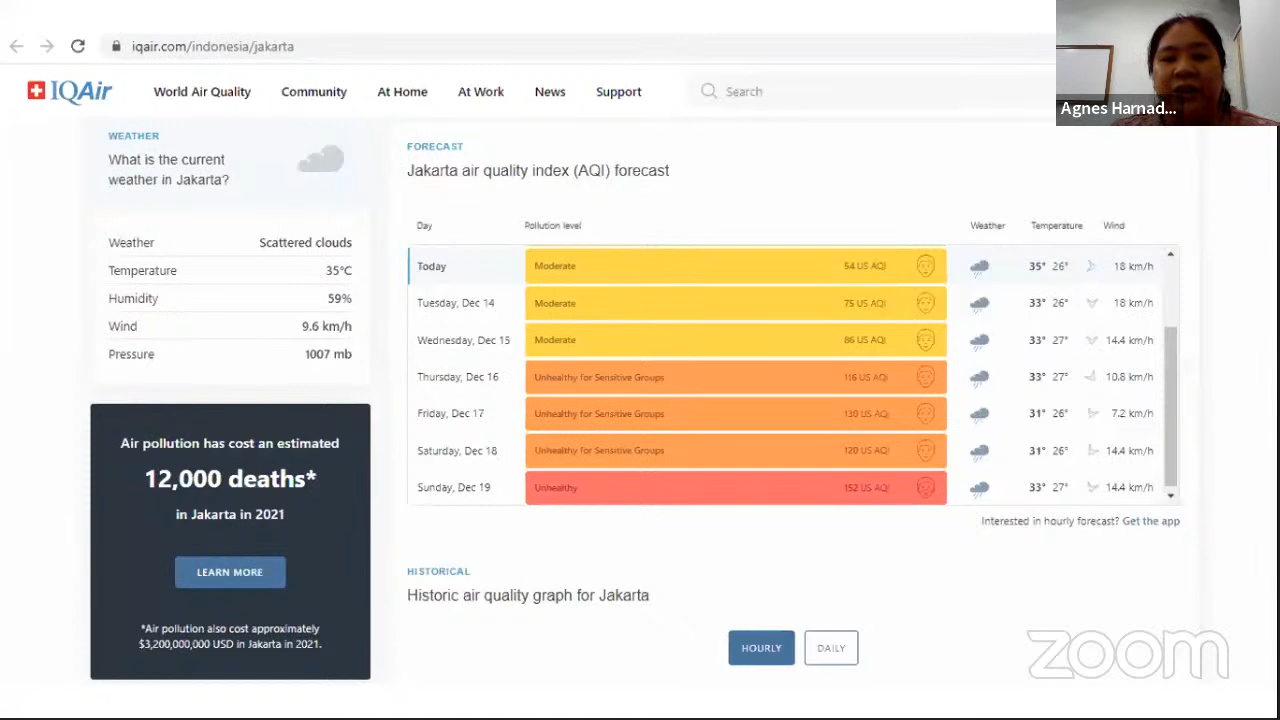 iqair.com/indonesia/jakarta
IQAir
World Air Quality
Community
At Home
At Work
News
Support
Search
Agnes Harnad...
WEATHER
What is the current
weather in Jakarta?
Weather Scattered clouds
Temperature 35°C
Humidity 59%
Wind 9.6 km/h
Pressure 1007 mb
Air pollution has cost an estimated
12,000 deaths*
in Jakarta in 2021
LEARN MORE
*Air pollution also cost approximately
$3,200,000,000 USD in Jakarta in 2021.
FORECAST
Jakarta air quality index (AQI) forecast
Day Pollution level Weather Temperature Wind
Today Moderate 54 US AQI 35° 26° 18 km/h
Tuesday, Dec 14 Moderate 75 US AQI 33° 26° 18 km/h
Wednesday, Dec 15 Moderate 86 US AQI 33° 27° 14.4 km/h
Thursday, Dec 16 Unhealthy for Sensitive Groups 116 US AQI 33° 27° 10.8 km/h
Friday, Dec 17 Unhealthy for Sensitive Groups US AQI 31° 26° 7.2 km/h
Saturday, Dec 18 Unhealthy for Sensitive Groups 120 US AQI 31° 26° 14.4 km/h
Sunday, Dec 19 Unhealthy 152 US AQI 33° 27° 14.4 km/h
Interested in hourly forecast? Get the app
HISTORICAL
Historic air quality graph for Jakarta
HOURLY
DAILY
zoom